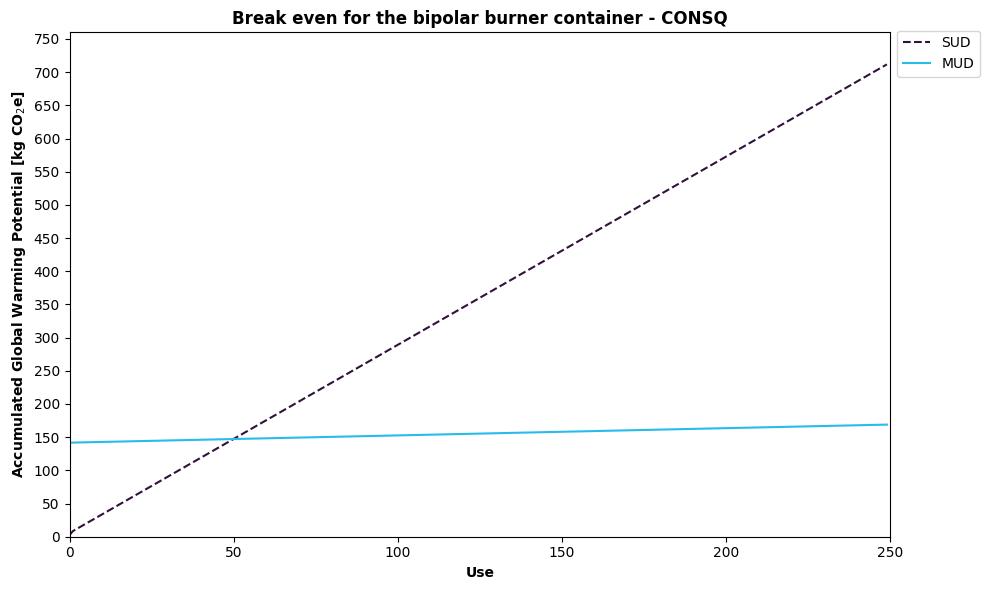 Break even for the bipolar burner container - CONSQ
SUD
MUD
Accumulated Global Warming Potential [kg CO₂e]
750
700
650
600
550
500
450
400
350
300
250
200
150
100
50
0
0 50 100 150 200 250
Use